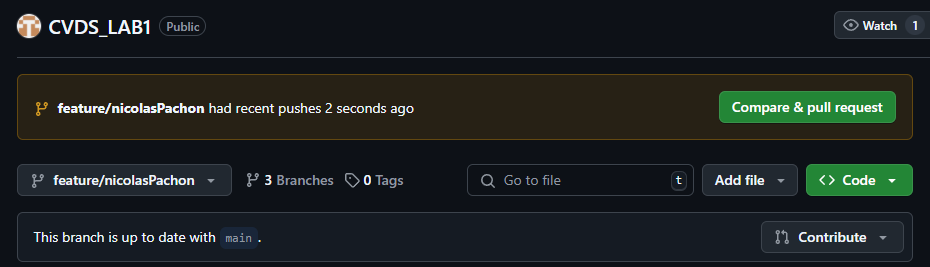 CVDS_LAB1 Public
Watch 1
feature/nicolasPachon had recent pushes 2 seconds ago
Compare & pull request
feature/nicolasPachon
3 Branches
0 Tags
Go to file
t
Add file
<> Code
This branch is up to date with main.
Contribute